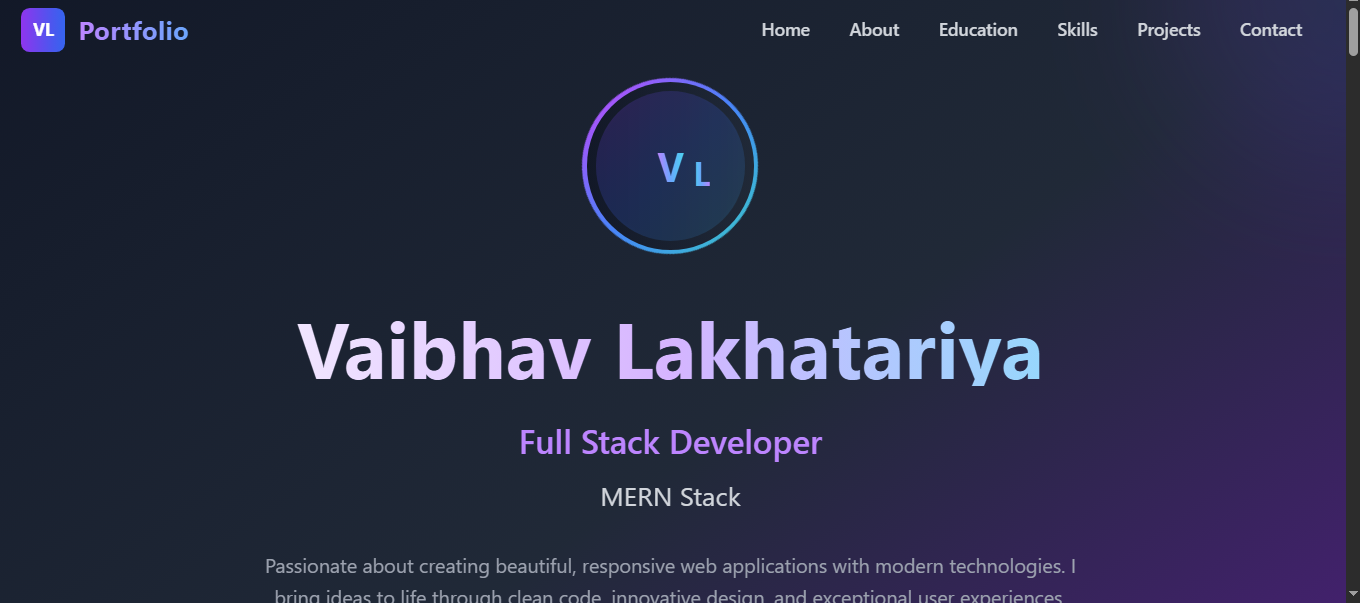 VL Portfolio Home About Education Skills Projects Contact
V L
Vaibhav Lakhatariya
Full Stack Developer
MERN Stack
Passionate about creating beautiful, responsive web applications with modern technologies. I
bring ideas to life through clean code, innovative design, and exceptional user experiences